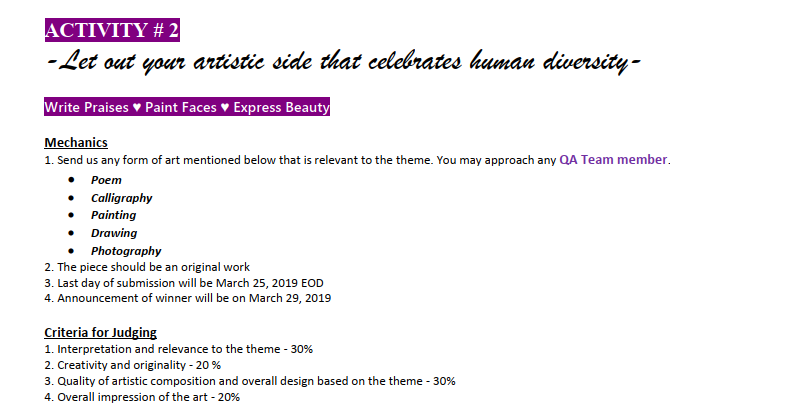 ACTIVITY # 2
-Let out your artistic side that celebrates human diversity-
Write Praises ♥ Paint Faces ♥ Express Beauty
Mechanics
1. Send us any form of art mentioned below that is relevant to the theme. You may approach any QA Team member.
• Poem
• Calligraphy
• Painting
• Drawing
• Photography
2. The piece should be an original work
3. Last day of submission will be March 25, 2019 EOD
4. Announcement of winner will be on March 29, 2019
Criteria for Judging
1. Interpretation and relevance to the theme - 30%
2. Creativity and originality - 20 %
3. Quality of artistic composition and overall design based on the theme - 30%
4. Overall impression of the art - 20%